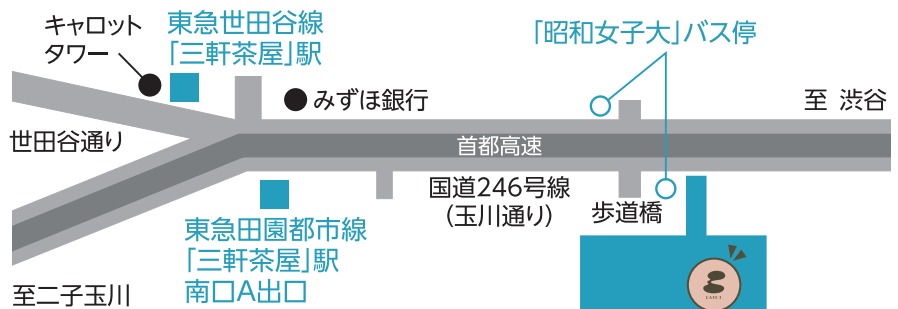 キャロット
タワー
東急世田谷線
「三軒茶屋」駅
「昭和女子大」バス停
みずほ銀行
至 渋谷
世田谷通り
首都高速
国道246号線
(玉川通り)
歩道橋
東急田園都市線
「三軒茶屋」駅
南口A出口
至二子玉川